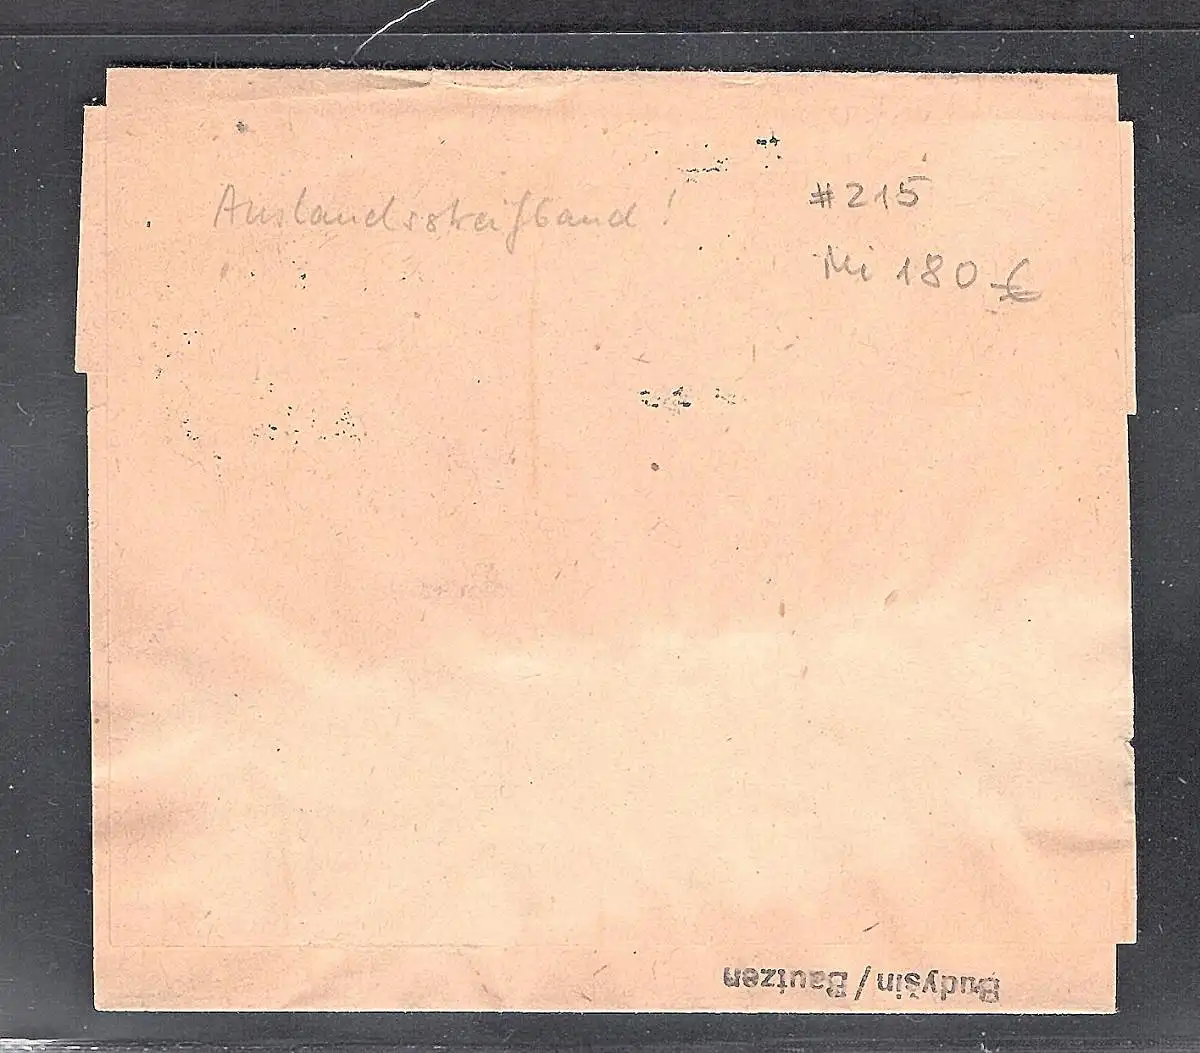 Auslandsstreifband!
#215
Mi 180-€
Budyšin/Bautzen